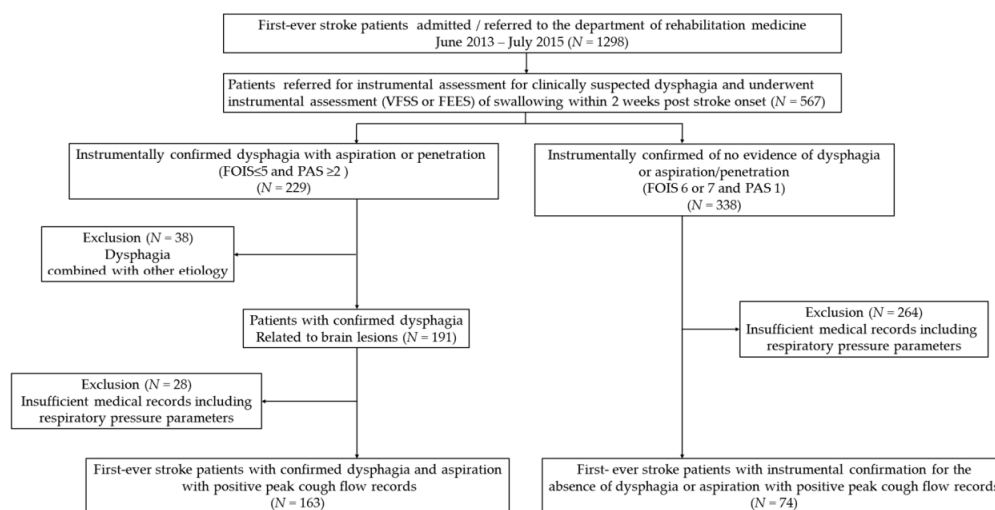 First-ever stroke patients admitted / referred to the department of rehabilitation medicine
June 2013 – July 2015 (N = 1298)
Patients referred for instrumental assessment for clinically suspected dysphagia and underwent
instrumental assessment (VFSS or FEES) of swallowing within 2 weeks post stroke onset (N = 567)
Instrumentally confirmed dysphagia with aspiration or penetration
(FOIS≤5 and PAS ≥2 )
(N = 229)
Instrumentally confirmed of no evidence of dysphagia
or aspiration/penetration
(FOIS 6 or 7 and PAS 1)
(N = 338)
Exclusion (N = 38)
Dysphagia
combined with other etiology
Patients with confirmed dysphagia
Related to brain lesions (N = 191)
Exclusion (N = 264)
Insufficient medical records including
respiratory pressure parameters
Exclusion (N = 28)
Insufficient medical records including
respiratory pressure parameters
First-ever stroke patients with confirmed dysphagia and aspiration
with positive peak cough flow records
(N = 163)
First- ever stroke patients with instrumental confirmation for the
absence of dysphagia or aspiration with positive peak cough flow records
(N = 74)